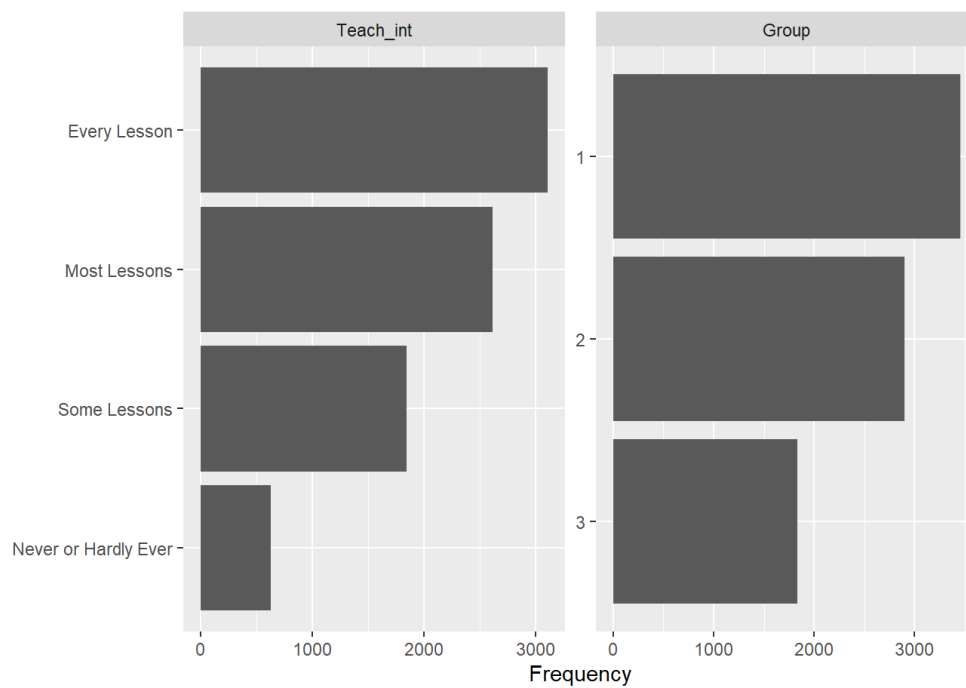 Teach_int
Group
Every Lesson
Most Lessons
Some Lessons
Never or Hardly Ever
1
2
3
0 1000 2000 3000
0 1000 2000 3000
Frequency